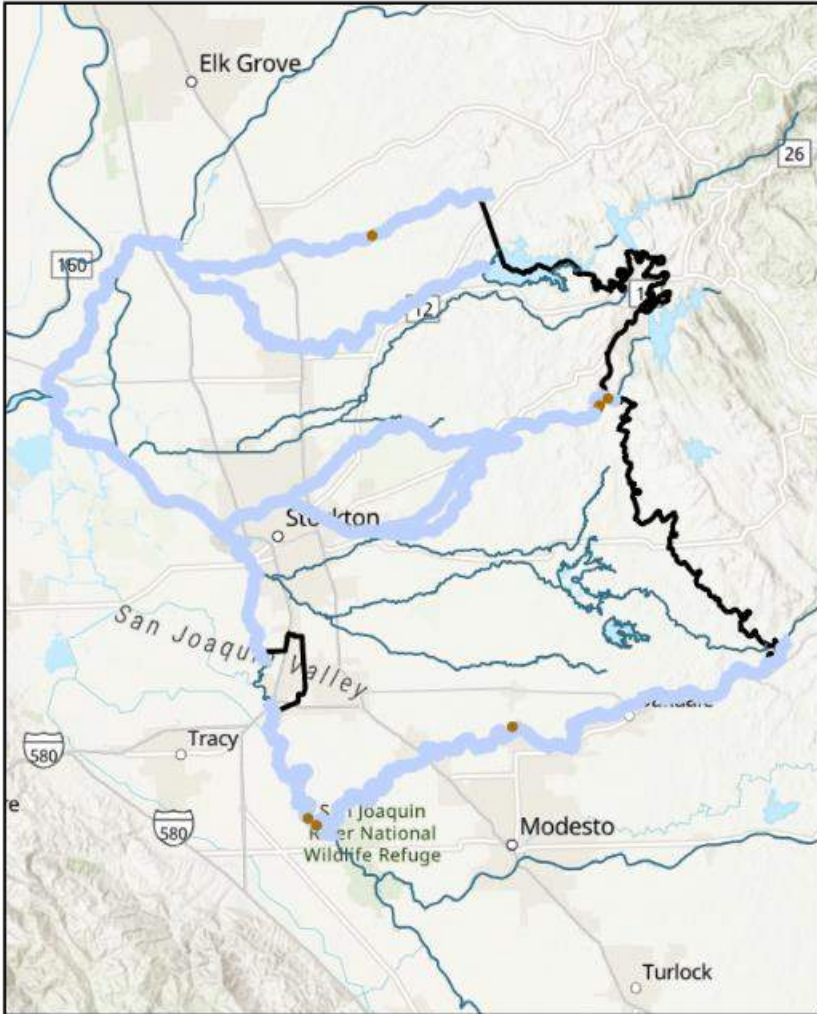 Elk Grove
26
160
12
Stockton
San Joaquin Valley
Tracy
580
580
San Joaquin
River National
Wildlife Refuge
Modesto
Turlock